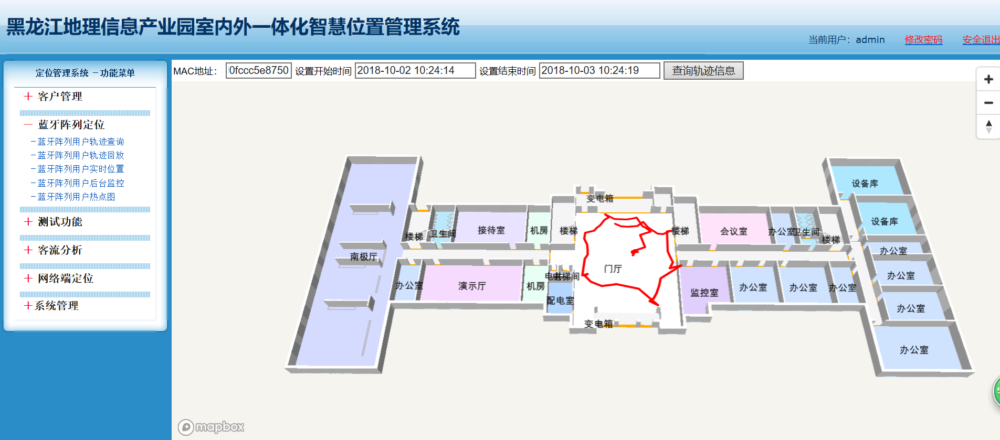 黑龙江地理信息产业园室内外一体化智慧位置管理系统
当前用户：admin 修改密码 安全退出
定位管理系统 －功能菜单
MAC地址： 0fccc5e8750 设置开始时间 2018-10-02 10:24:14 设置结束时间 2018-10-03 10:24:19 查询轨迹信息
＋ 客户管理
－ 蓝牙阵列定位
－蓝牙阵列用户轨迹查询
－蓝牙阵列用户轨迹回放
－蓝牙阵列用户实时位置
－蓝牙阵列用户后台监控
－蓝牙阵列用户热点图
＋ 测试功能
＋ 客流分析
＋ 网络端定位
＋系统管理
设备库
变电箱
设备库
楼梯
卫生间
接待室
机房
楼梯
楼梯
会议室
办公室
卫生间
楼梯
办公室
南极厅
门厅
办公室
电梯间
办公室
演示厅
机房
监控室
办公室
办公室
办公室
配电室
办公室
变电箱
办公室
mapbox